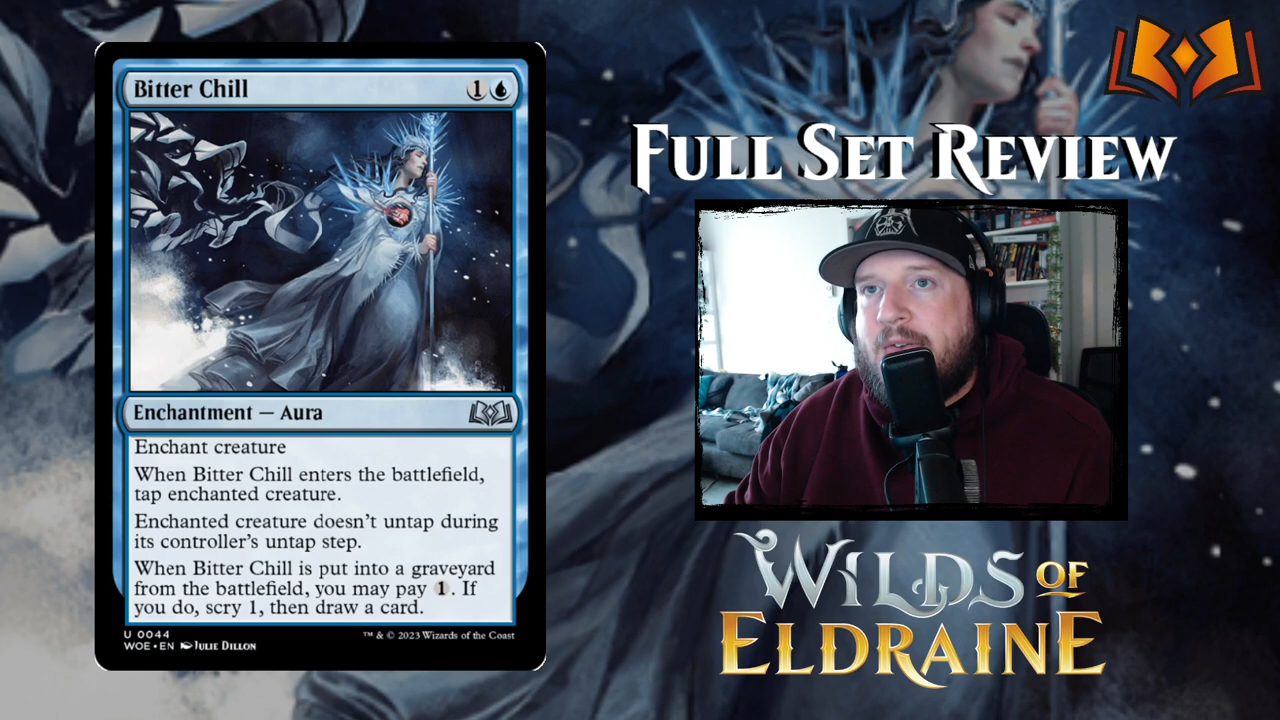 Bitter Chill
1
Enchantment — Aura
Enchant creature
When Bitter Chill enters the battlefield,
tap enchanted creature.
Enchanted creature doesn't untap during
its controller's untap step.
When Bitter Chill is put into a graveyard
from the battlefield, you may pay 1. If
you do, scry 1, then draw a card.
U 0044
WOE • EN Julie Dillon
™ & © 2023 Wizards of the Coast
Full Set Review
Wilds of
Eldraine